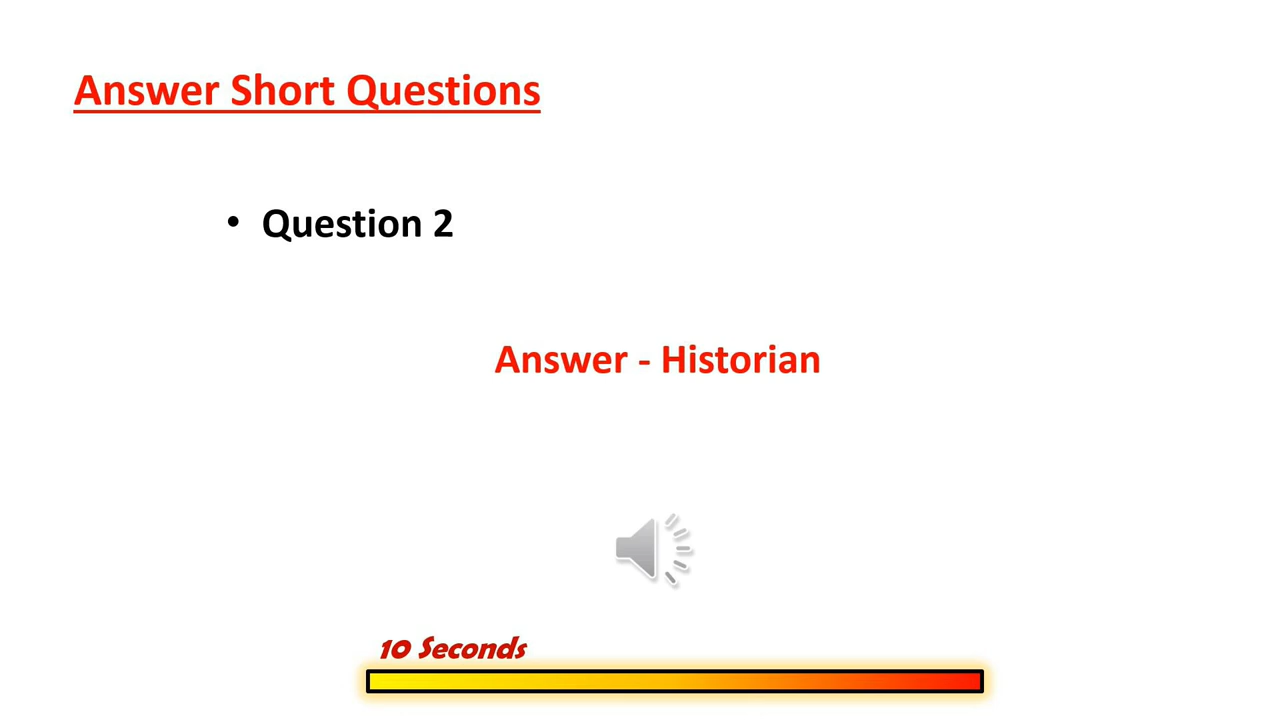 Answer Short Questions
• Question 2
Answer - Historian
10 Seconds